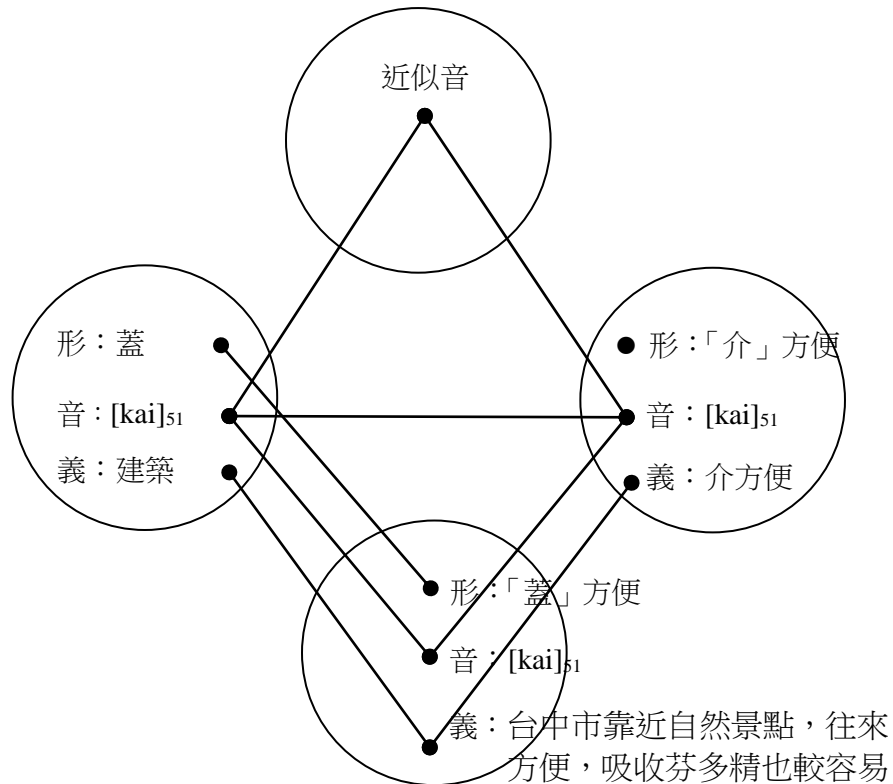 近似音
形：蓋
音：[kai]51
義：建築
形：「介」方便
音：[kai]51
義：介方便
形：「蓋」方便
音：[kai]51
義：台中市靠近自然景點，往來
方便，吸收芬多精也較容易